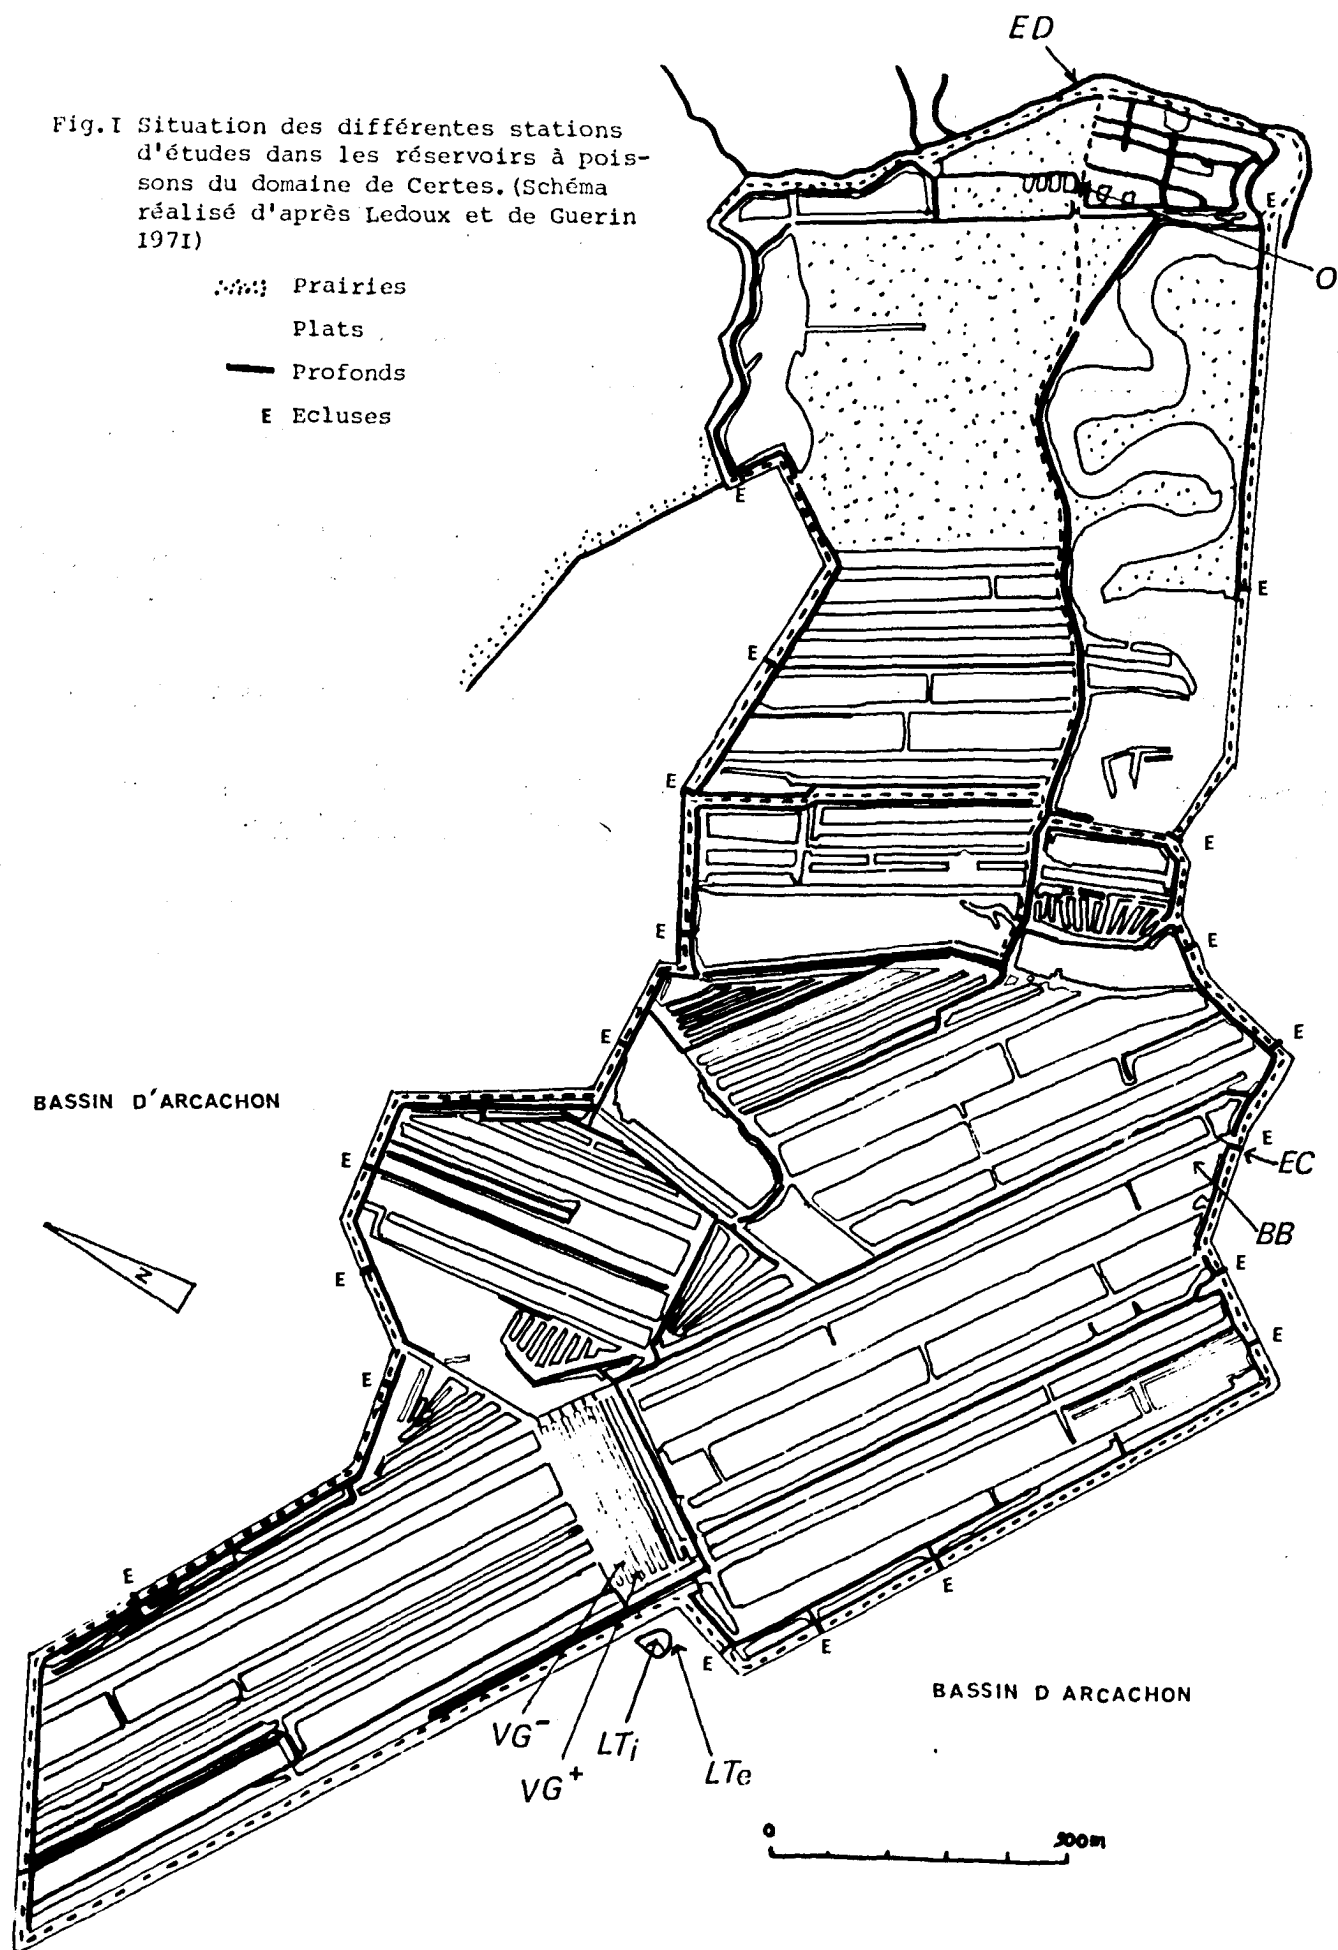 ED
Fig.I Situation des différentes stations
d'études dans les réservoirs à pois-
sons du domaine de Certes. (Schéma
réalisé d'après Ledoux et de Guerin
197I)
Prairies
Plats
Profonds
E Ecluses
E
O
E
E
E
E
E
E
E
E
E
BASSIN D'ARCACHON
E
EC
E
BB
N
E
E
E
E
E
E
E
E
BASSIN D ARCACHON
VG-
VG+
LTi
LTe
0
500m